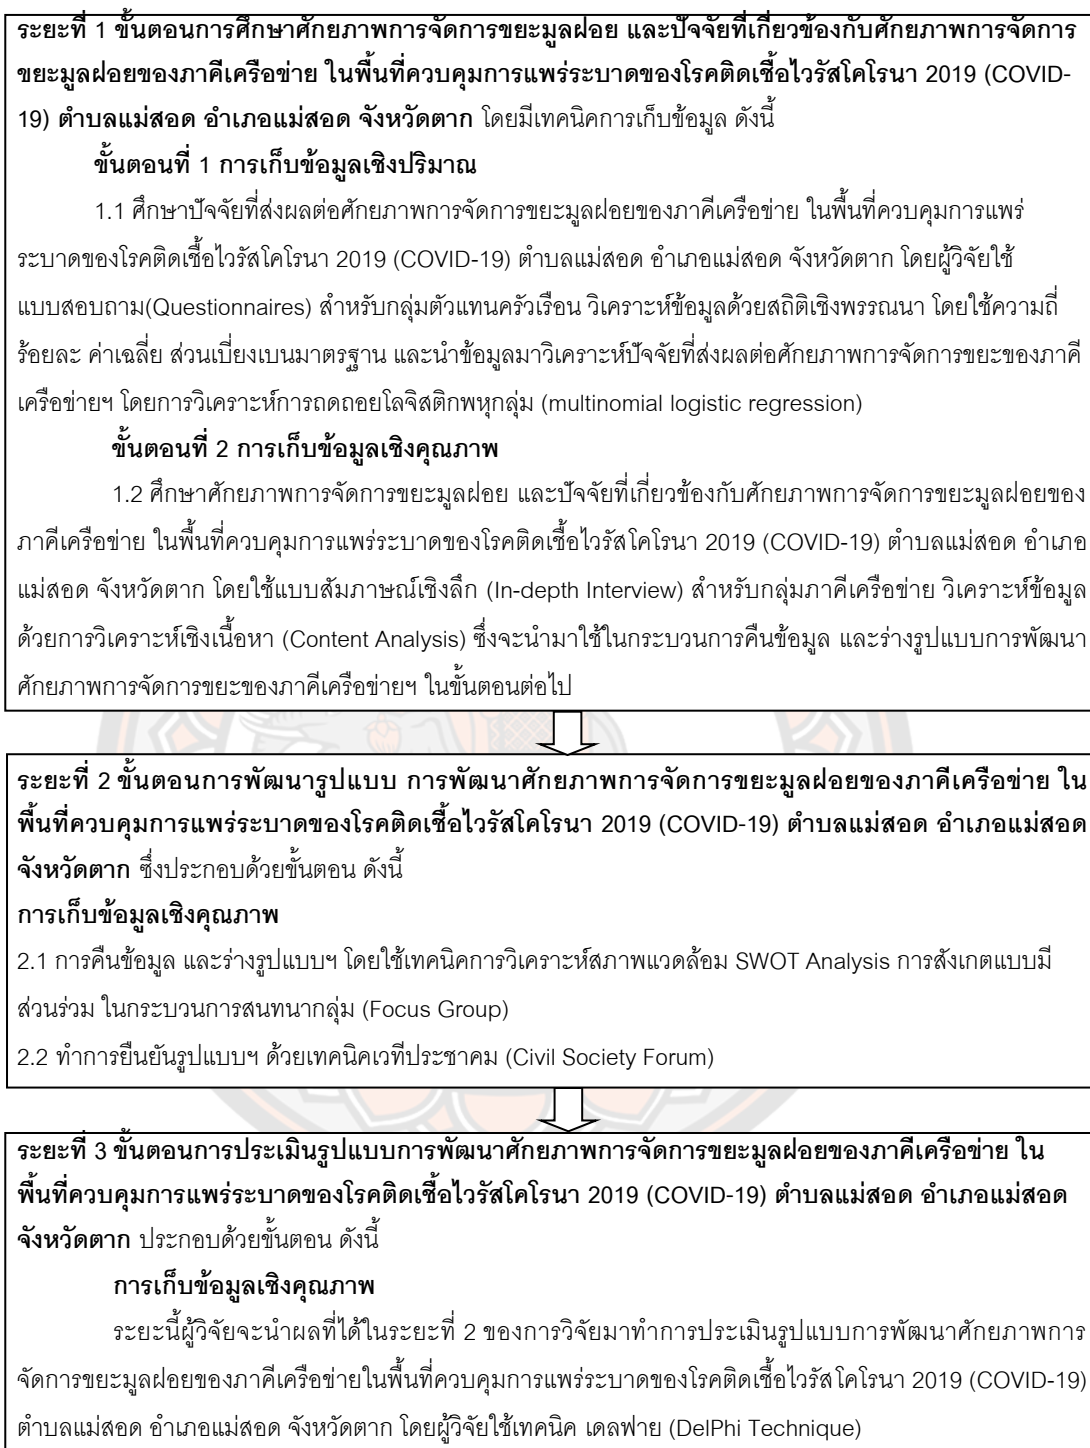 ระยะที่ 1 ขั้นตอนการศึกษาศักยภาพการจัดการขยะมูลฝอย และปัจจัยที่เกี่ยวข้องกับศักยภาพการจัดการ
ขยะมูลฝอยของภาคีเครือข่าย ในพื้นที่ควบคุมการแพร่ระบาดของโรคติดเชื้อไวรัสโคโรนา 2019 (COVID-
19) ตำบลแม่สอด อำเภอแม่สอด จังหวัดตาก โดยมีเทคนิคการเก็บข้อมูล ดังนี้
ขั้นตอนที่ 1 การเก็บข้อมูลเชิงปริมาณ
1.1 ศึกษาปัจจัยที่ส่งผลต่อศักยภาพการจัดการขยะมูลฝอยของภาคีเครือข่าย ในพื้นที่ควบคุมการแพร่
ระบาดของโรคติดเชื้อไวรัสโคโรนา 2019 (COVID-19) ตำบลแม่สอด อำเภอแม่สอด จังหวัดตาก โดยผู้วิจัยใช้
แบบสอบถาม(Questionnaires) สำหรับกลุ่มตัวแทนครัวเรือน วิเคราะห์ข้อมูลด้วยสถิติเชิงพรรณนา โดยใช้ความถี่
ร้อยละ ค่าเฉลี่ย ส่วนเบี่ยงเบนมาตรฐาน และนำข้อมูลมาวิเคราะห์ปัจจัยที่ส่งผลต่อศักยภาพการจัดการขยะของภาคี
เครือข่ายฯ โดยการวิเคราะห์การถดถอยโลจิสติกพหุกลุ่ม (multinomial logistic regression)
ขั้นตอนที่ 2 การเก็บข้อมูลเชิงคุณภาพ
1.2 ศึกษาศักยภาพการจัดการขยะมูลฝอย และปัจจัยที่เกี่ยวข้องกับศักยภาพการจัดการขยะมูลฝอยของ
ภาคีเครือข่าย ในพื้นที่ควบคุมการแพร่ระบาดของโรคติดเชื้อไวรัสโคโรนา 2019 (COVID-19) ตำบลแม่สอด อำเภอ
แม่สอด จังหวัดตาก โดยใช้แบบสัมภาษณ์เชิงลึก (In-depth Interview) สำหรับกลุ่มภาคีเครือข่าย วิเคราะห์ข้อมูล
ด้วยการวิเคราะห์เชิงเนื้อหา (Content Analysis) ซึ่งจะนำมาใช้ในกระบวนการคืนข้อมูล และร่างรูปแบบการพัฒนา
ศักยภาพการจัดการขยะของภาคีเครือข่ายฯ ในขั้นตอนต่อไป
ระยะที่ 2 ขั้นตอนการพัฒนารูปแบบ การพัฒนาศักยภาพการจัดการขยะมูลฝอยของภาคีเครือข่าย ใน
พื้นที่ควบคุมการแพร่ระบาดของโรคติดเชื้อไวรัสโคโรนา 2019 (COVID-19) ตำบลแม่สอด อำเภอแม่สอด
จังหวัดตาก ซึ่งประกอบด้วยขั้นตอน ดังนี้
การเก็บข้อมูลเชิงคุณภาพ
2.1 การคืนข้อมูล และร่างรูปแบบฯ โดยใช้เทคนิคการวิเคราะห์สภาพแวดล้อม SWOT Analysis การสังเกตแบบมี
ส่วนร่วม ในกระบวนการสนทนากลุ่ม (Focus Group)
2.2 ทำการยืนยันรูปแบบฯ ด้วยเทคนิคเวทีประชาคม (Civil Society Forum)
ระยะที่ 3 ขั้นตอนการประเมินรูปแบบการพัฒนาศักยภาพการจัดการขยะมูลฝอยของภาคีเครือข่าย ใน
พื้นที่ควบคุมการแพร่ระบาดของโรคติดเชื้อไวรัสโคโรนา 2019 (COVID-19) ตำบลแม่สอด อำเภอแม่สอด
จังหวัดตาก ประกอบด้วยขั้นตอน ดังนี้
การเก็บข้อมูลเชิงคุณภาพ
ระยะนี้ผู้วิจัยจะนำผลที่ได้ในระยะที่ 2 ของการวิจัยมาทำการประเมินรูปแบบการพัฒนาศักยภาพการ
จัดการขยะมูลฝอยของภาคีเครือข่ายในพื้นที่ควบคุมการแพร่ระบาดของโรคติดเชื้อไวรัสโคโรนา 2019 (COVID-19)
ตำบลแม่สอด อำเภอแม่สอด จังหวัดตาก โดยผู้วิจัยใช้เทคนิค เดลฟาย (DelPhi Technique)